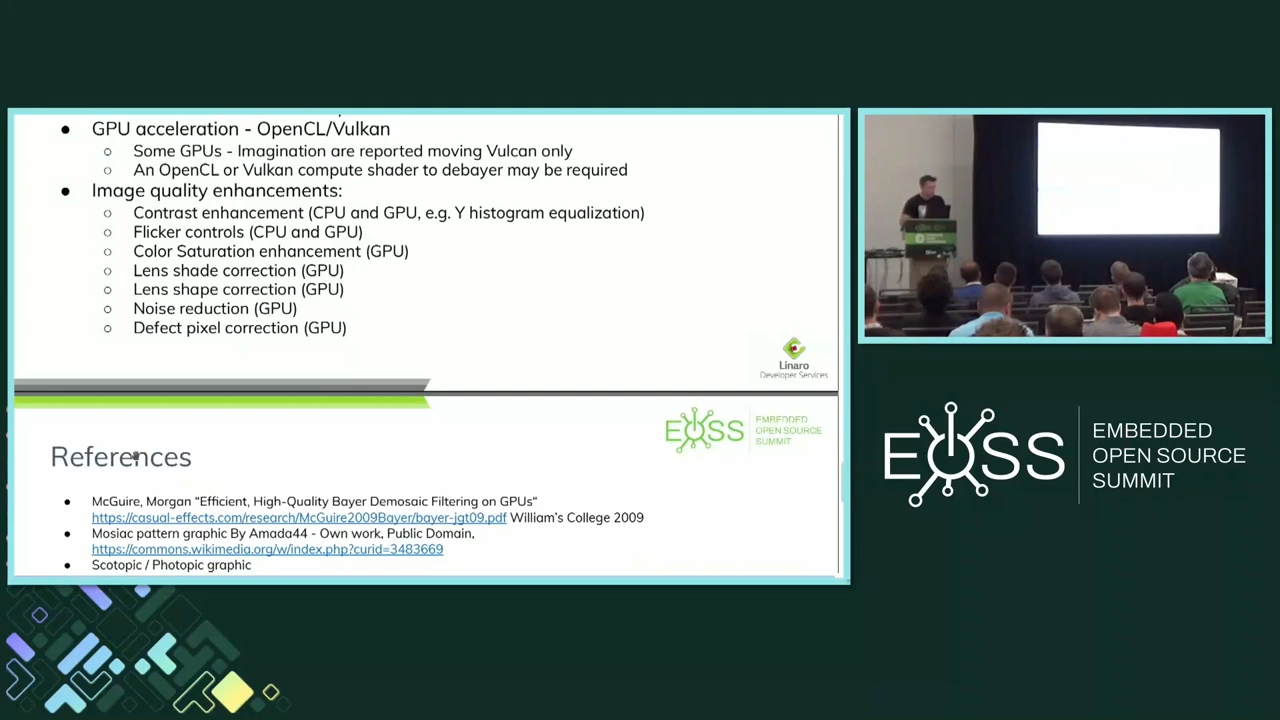 ● GPU acceleration - OpenCL/Vulkan
○ Some GPUs - Imagination are reported moving Vulcan only
○ An OpenCL or Vulkan compute shader to debayer may be required
● Image quality enhancements:
○ Contrast enhancement (CPU and GPU, e.g. Y histogram equalization)
○ Flicker controls (CPU and GPU)
○ Color Saturation enhancement (GPU)
○ Lens shade correction (GPU)
○ Lens shape correction (GPU)
○ Noise reduction (GPU)
○ Defect pixel correction (GPU)
Linaro
Developer Services
EOSS
EMBEDDED
OPEN SOURCE
SUMMIT
References
● McGuire, Morgan “Efficient, High-Quality Bayer Demosaic Filtering on GPUs“
https://casual-effects.com/research/McGuire2009Bayer/bayer-jgt09.pdf William’s College 2009
● Mosiac pattern graphic By Amada44 - Own work, Public Domain,
https://commons.wikimedia.org/w/index.php?curid=3483669
● Scotopic / Photopic graphic
EOSS
EMBEDDED
OPEN SOURCE
SUMMIT